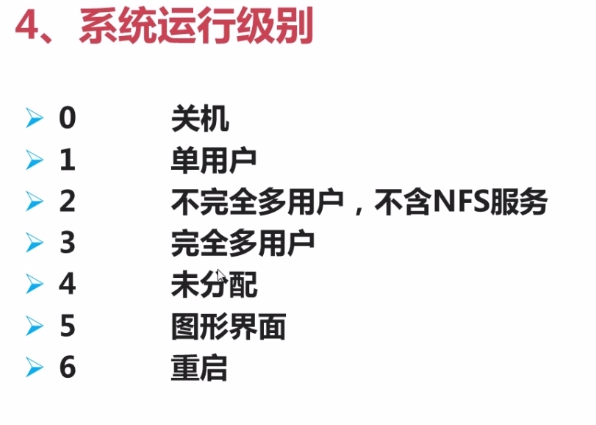 4、系统运行级别
0 关机
1 单用户
2 不完全多用户，不含NFS服务
3 完全多用户
4 未分配
5 图形界面
6 重启